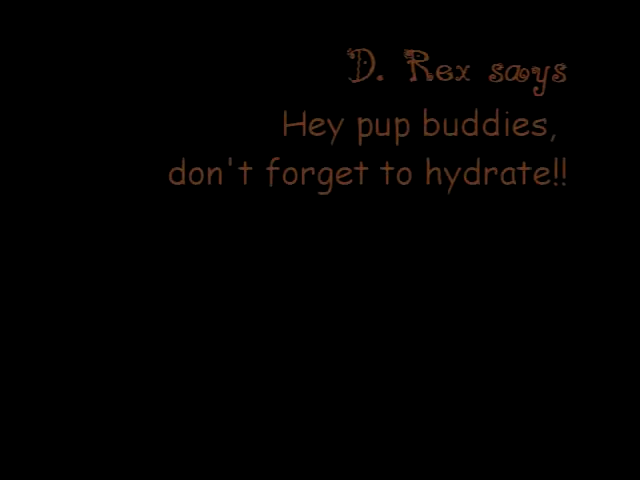 D. Rex says
Hey pup buddies,
don't forget to hydrate!!